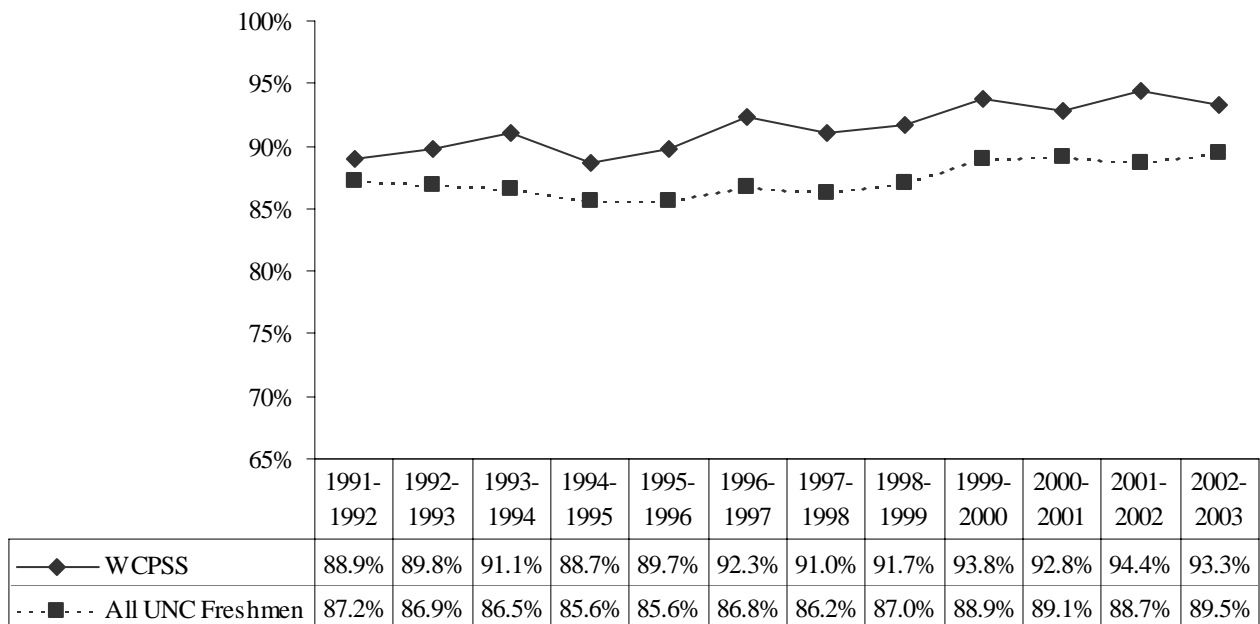 100%
95%
90%
85%
80%
75%
70%
65%
1991- 1992- 1993- 1994- 1995- 1996- 1997- 1998- 1999- 2000- 2001- 2002-
1992 1993 1994 1995 1996 1997 1998 1999 2000 2001 2002 2003
WCPSS 88.9% 89.8% 91.1% 88.7% 89.7% 92.3% 91.0% 91.7% 93.8% 92.8% 94.4% 93.3%
All UNC Freshmen 87.2% 86.9% 86.5% 85.6% 85.6% 86.8% 86.2% 87.0% 88.9% 89.1% 88.7% 89.5%